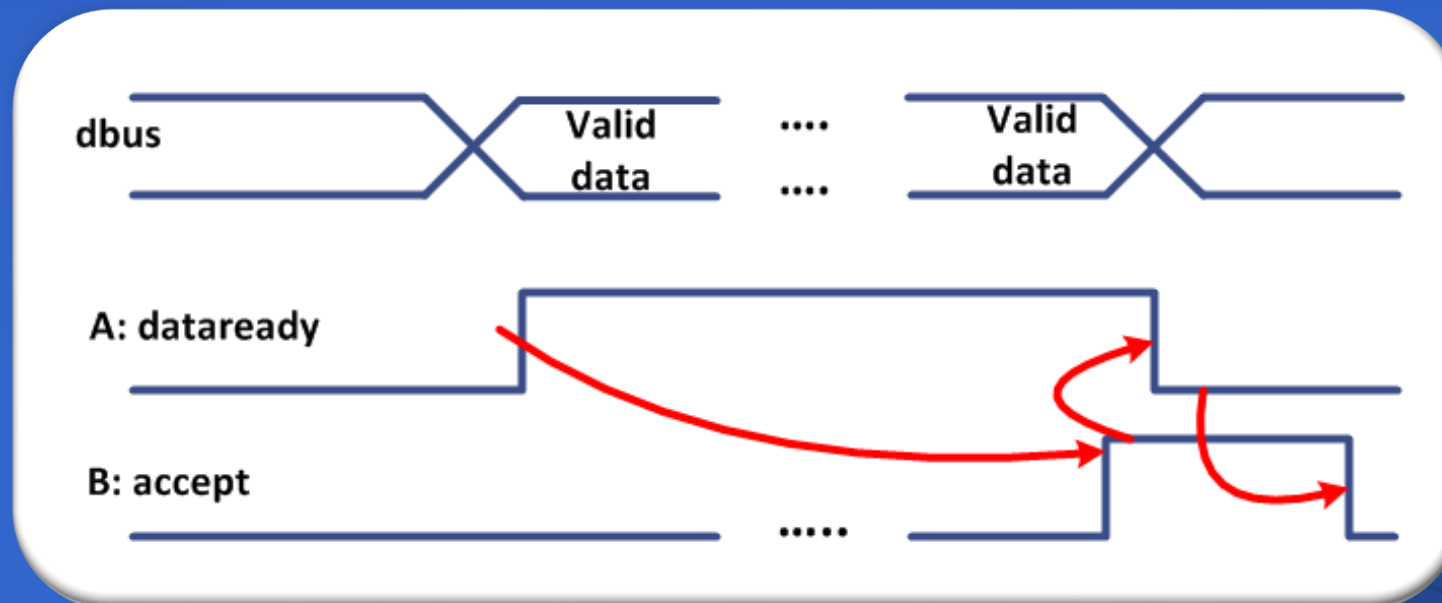 dbus
Valid
data
....
....
Valid
data
A: dataready
B: accept
.....